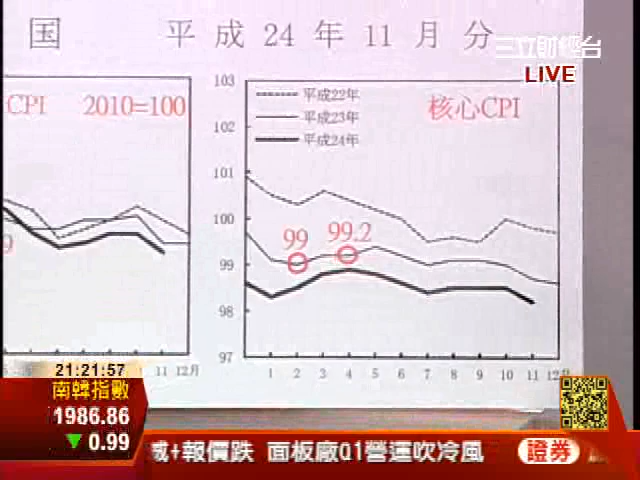 国 平成24年11月分
三立財經台
LIVE
CPI 2010=100
103
102
101
100
99
98
97
平成22年
平成23年
平成24年
核心CPI
99
99.2
9
1 2 3 4 5 6 7 8 9 10 11 12月
11 12月
21:21:57
南韓指數
1986.86
▼ 0.99
+報價跌 面板廠Q1營運吹冷風
證券